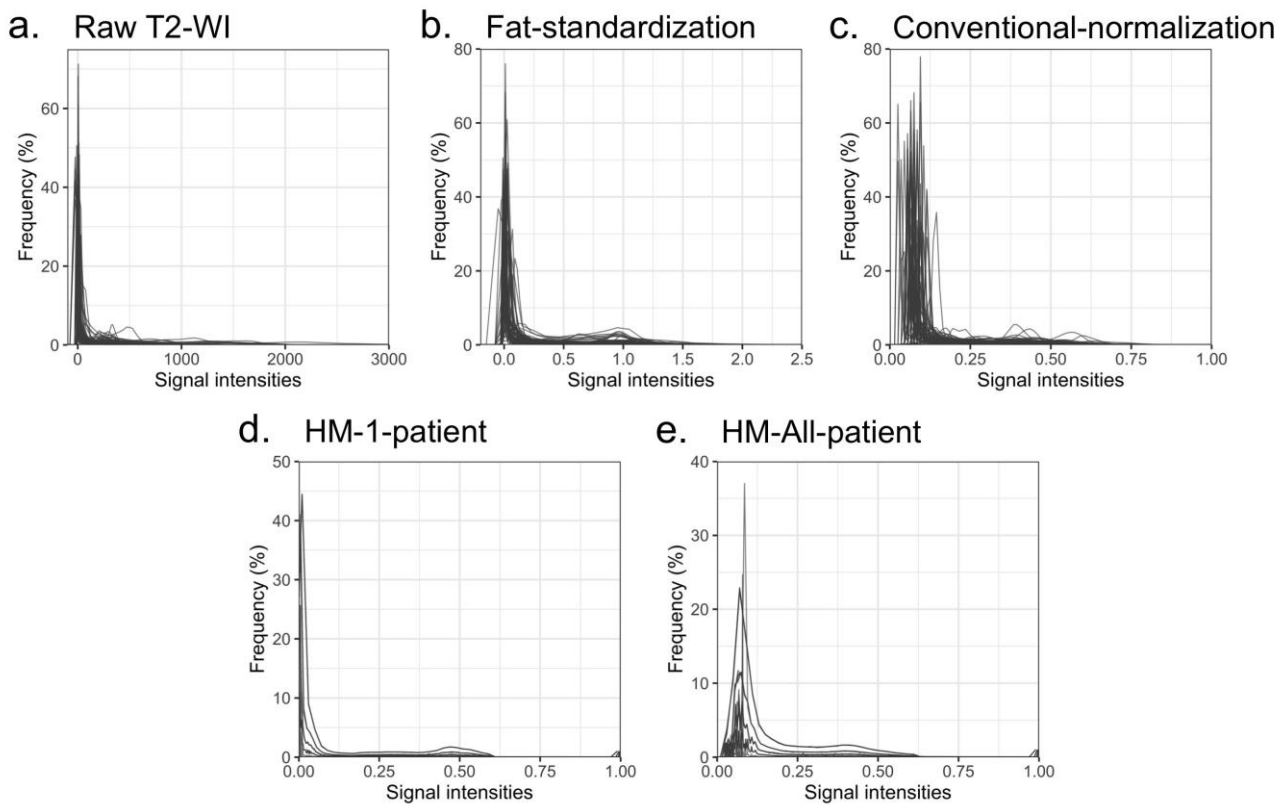 a. Raw T2-WI
b. Fat-standardization
c. Conventional-normalization
Frequency (%)
60
40
20
0
0 1000 2000 3000
Signal intensities
Frequency (%)
80
60
40
20
0
0.0 0.5 1.0 1.5 2.0 2.5
Signal intensities
Frequency (%)
80
60
40
20
0
0.00 0.25 0.50 0.75 1.00
Signal intensities
d. HM-1-patient
e. HM-All-patient
Frequency (%)
50
40
30
20
10
0
0.00 0.25 0.50 0.75 1.00
Signal intensities
Frequency (%)
40
30
20
10
0
0.00 0.25 0.50 0.75 1.00
Signal intensities